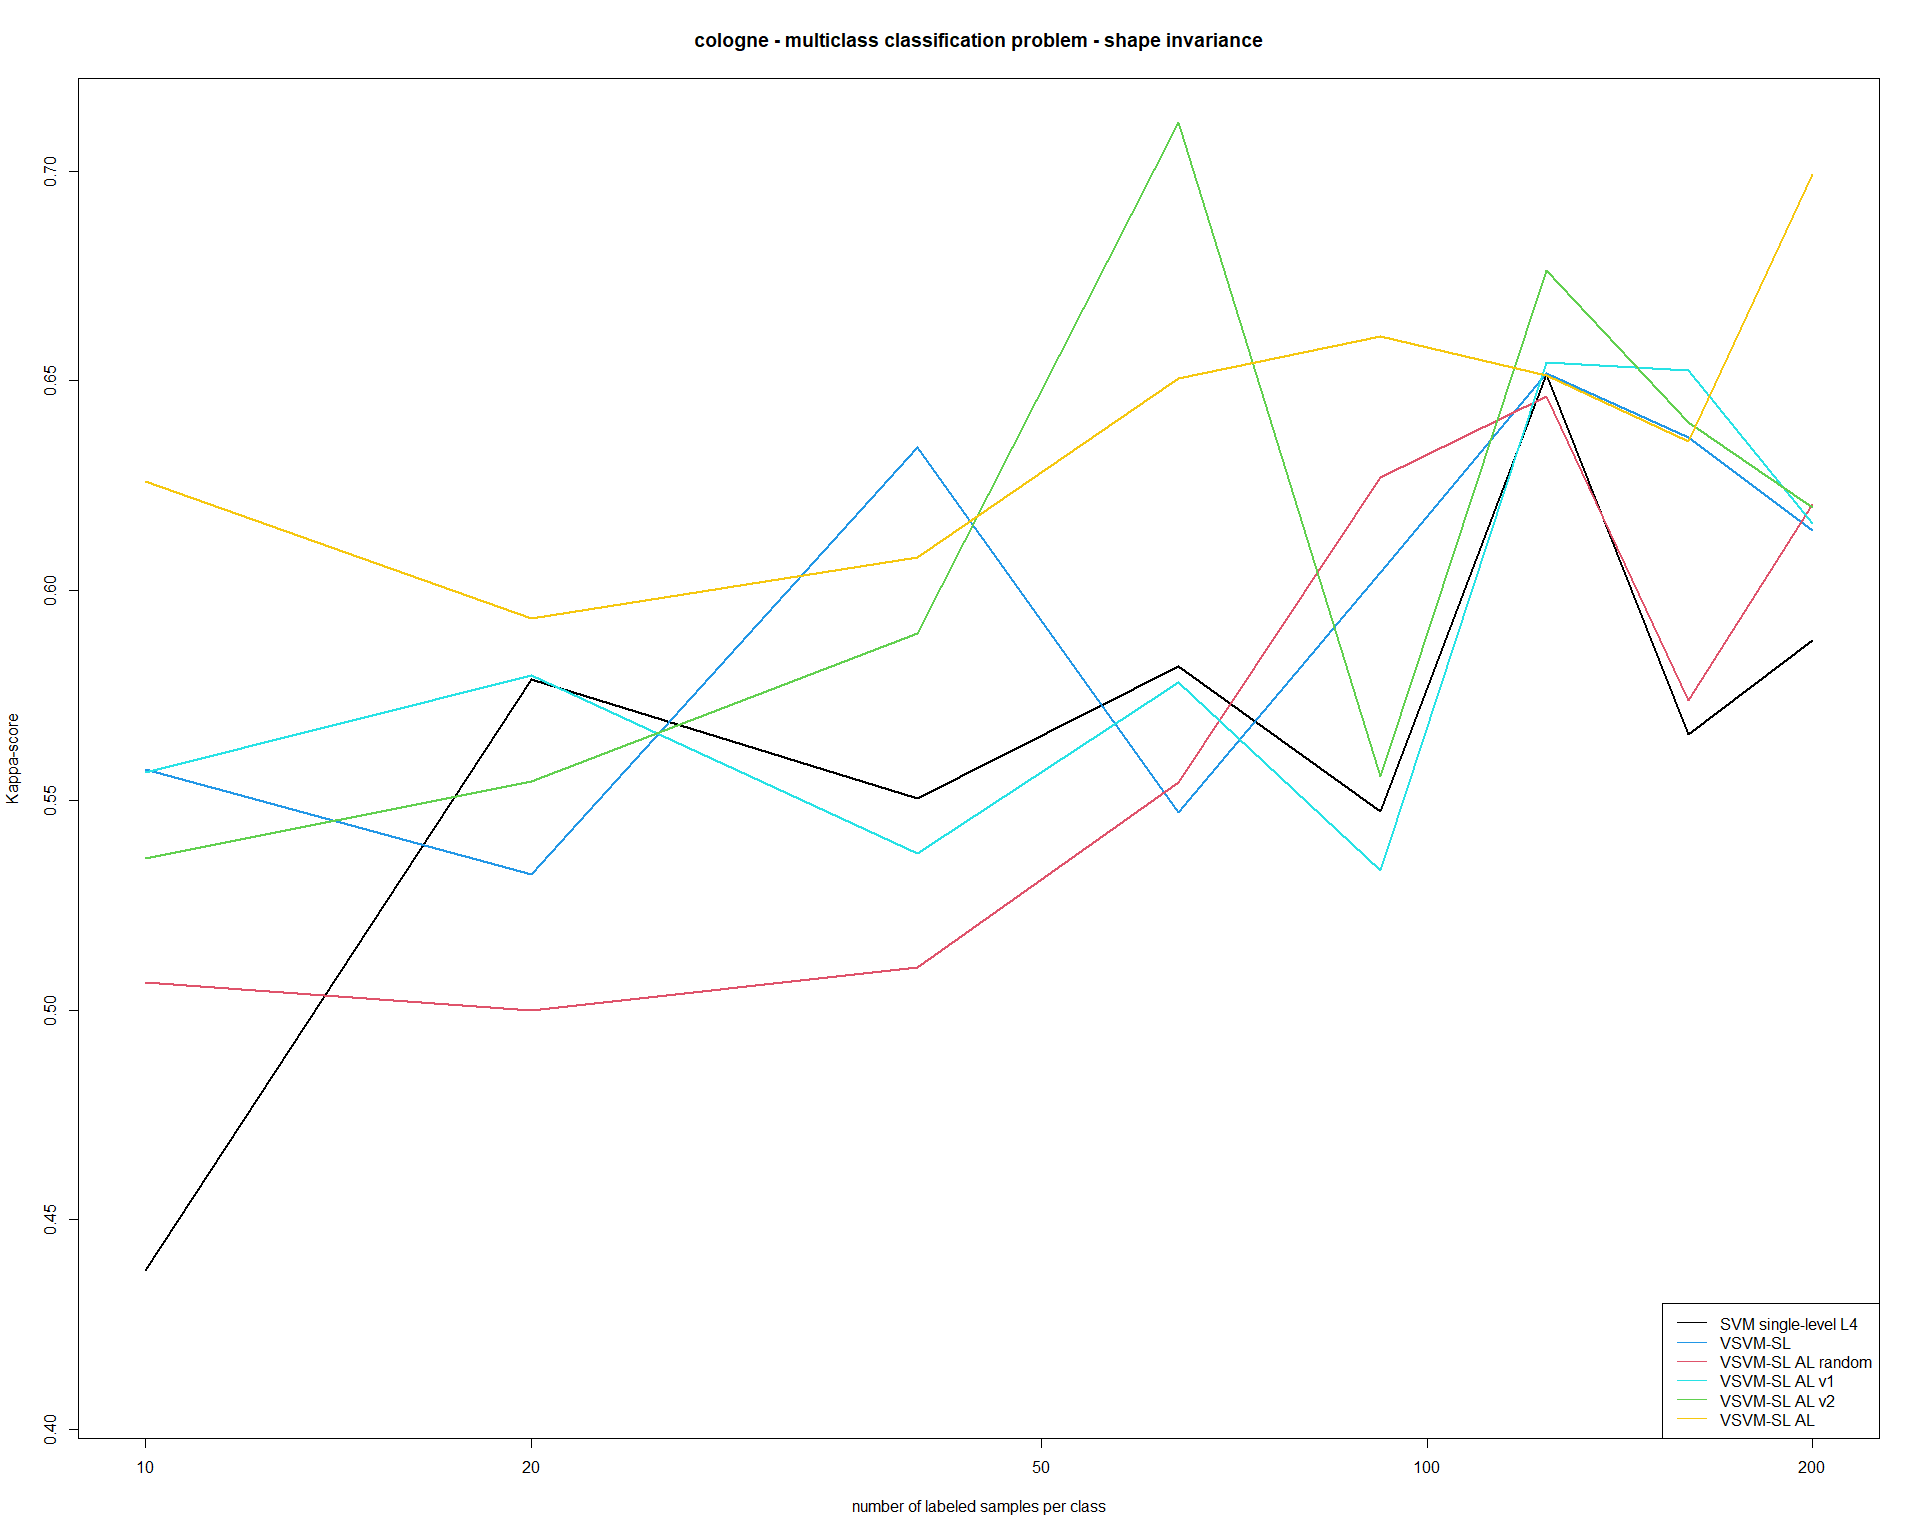 cologne - multiclass classification problem - shape invariance
Kappa-score
0.70
0.65
0.60
0.55
0.50
0.45
0.40
10
20
50
100
200
number of labeled samples per class
SVM single-level L4
VSVM-SL
VSVM-SL AL random
VSVM-SL AL v1
VSVM-SL AL v2
VSVM-SL AL